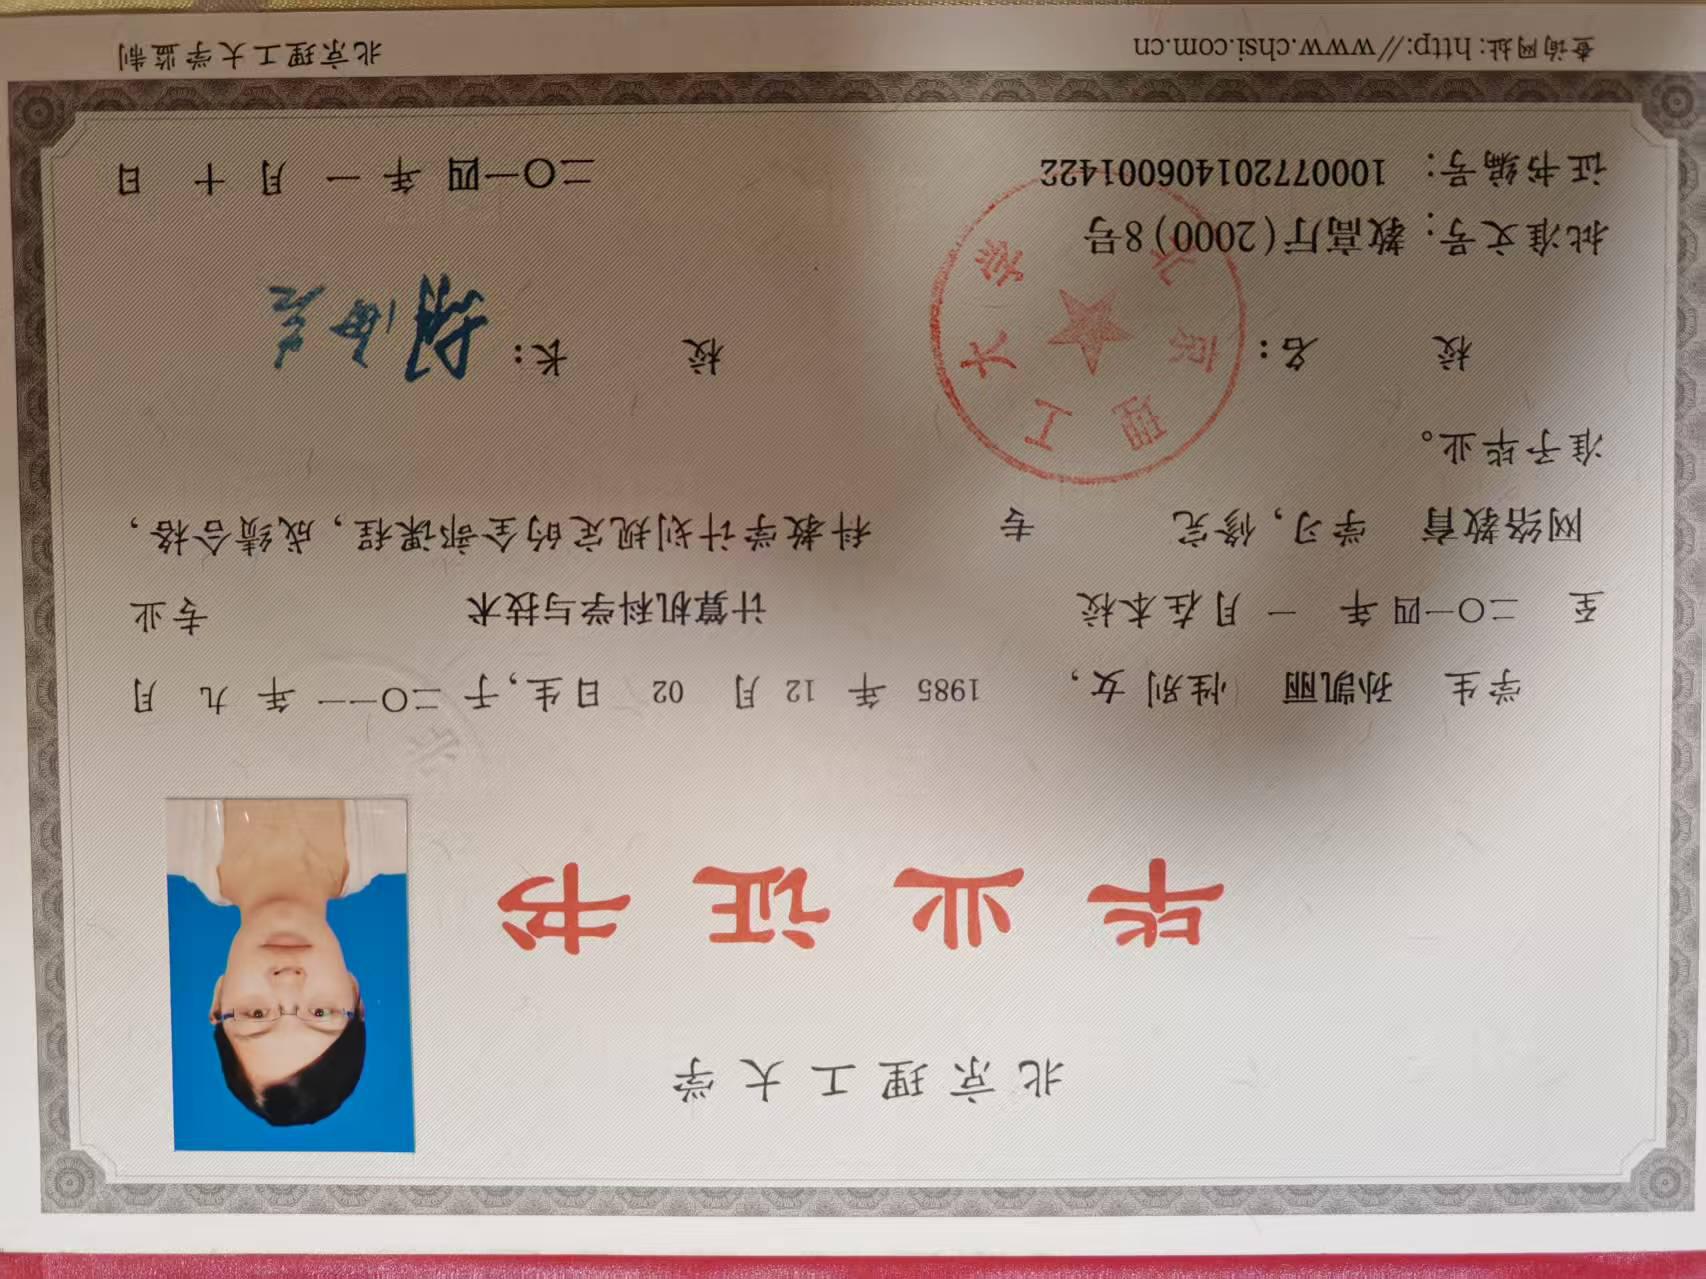 北京理工大学
毕业证书
学生 孙凯丽 性别 女， 1985 年 12 月 02 日生，于 二〇一一 年 九 月
至 二〇一四 年 一 月在本校 计算机科学与技术 专业
网络教育 学习，修完 专 科教学计划规定的全部课程，成绩合格，
准予毕业。
校 名： 校 长：
北京理工大学
批准文号：教高厅(2000)8号
证书编号： 100077201406001422 二〇一四 年 一 月 十 日
查询网址：http://www.chsi.com.cn 北京理工大学监制